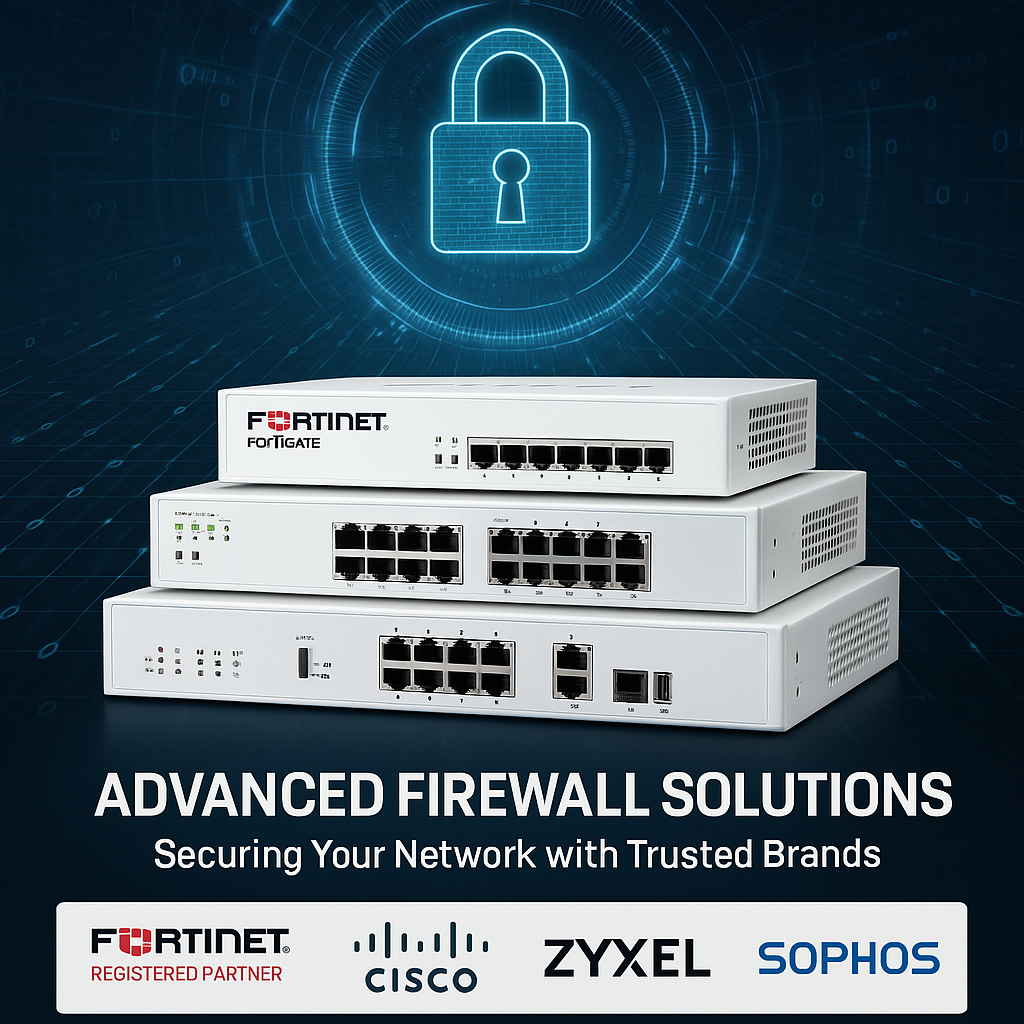 FORTINET®
FORTIGATE
ADVANCED FIREWALL SOLUTIONS
Securing Your Network with Trusted Brands
FORTINET®
REGISTERED PARTNER
CISCO
ZYXEL
SOPHOS